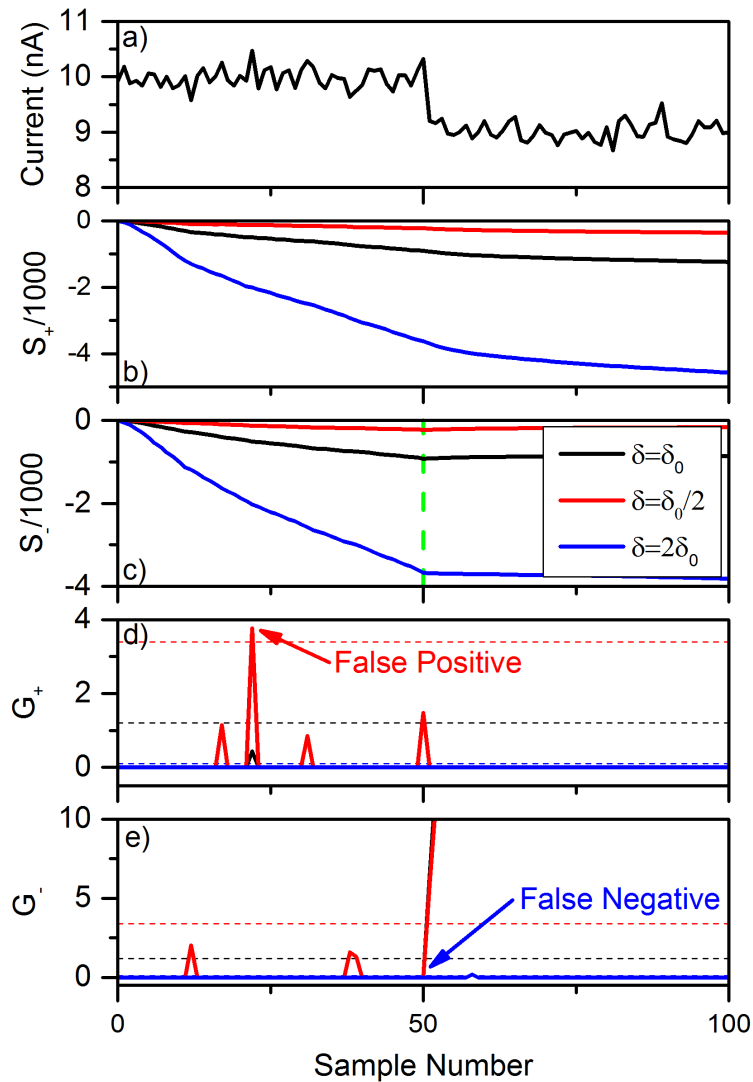 a)
Current (nA)
11
10
9
8
b)
S₊/1000
0
-2
-4
c)
S₋/1000
0
-2
-4
δ=δ₀
δ=δ₀/2
δ=2δ₀
d)
G₊
4
2
0
False Positive
e)
G₋
10
5
0
False Negative
0
50
100
Sample Number